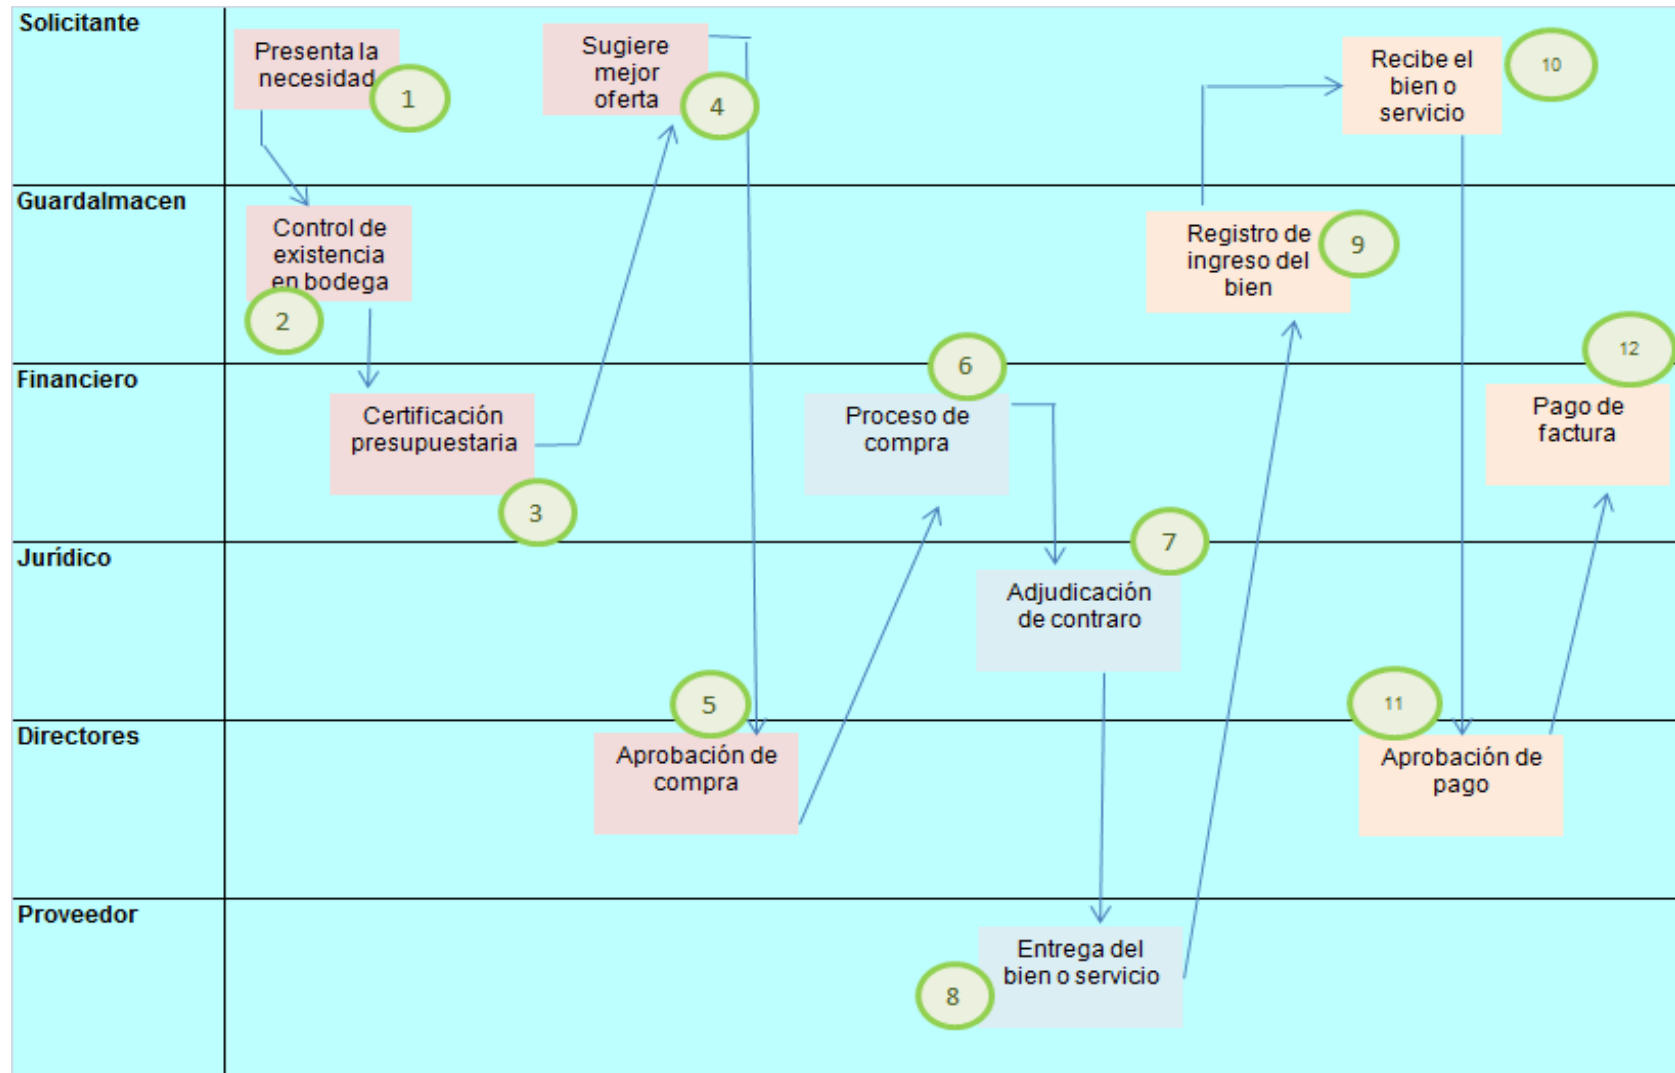 Solicitante
Presenta la
necesidad
1
Sugiere
mejor
oferta
4
Recibe el
bien o
servicio
10
Guardalmacen
Control de
existencia
en bodega
2
Registro de
ingreso del
bien
9
Financiero
Certificación
presupuestaria
3
Proceso de
compra
6
Pago de
factura
12
Jurídico
Adjudicación
de contraro
7
Directores
Aprobación de
compra
5
Aprobación de
pago
11
Proveedor
Entrega del
bien o servicio
8